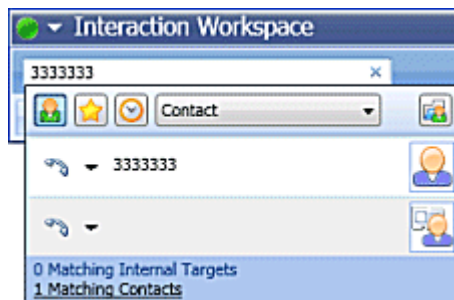 Interaction Workspace
3333333
Contact
3333333
0 Matching Internal Targets
1 Matching Contacts